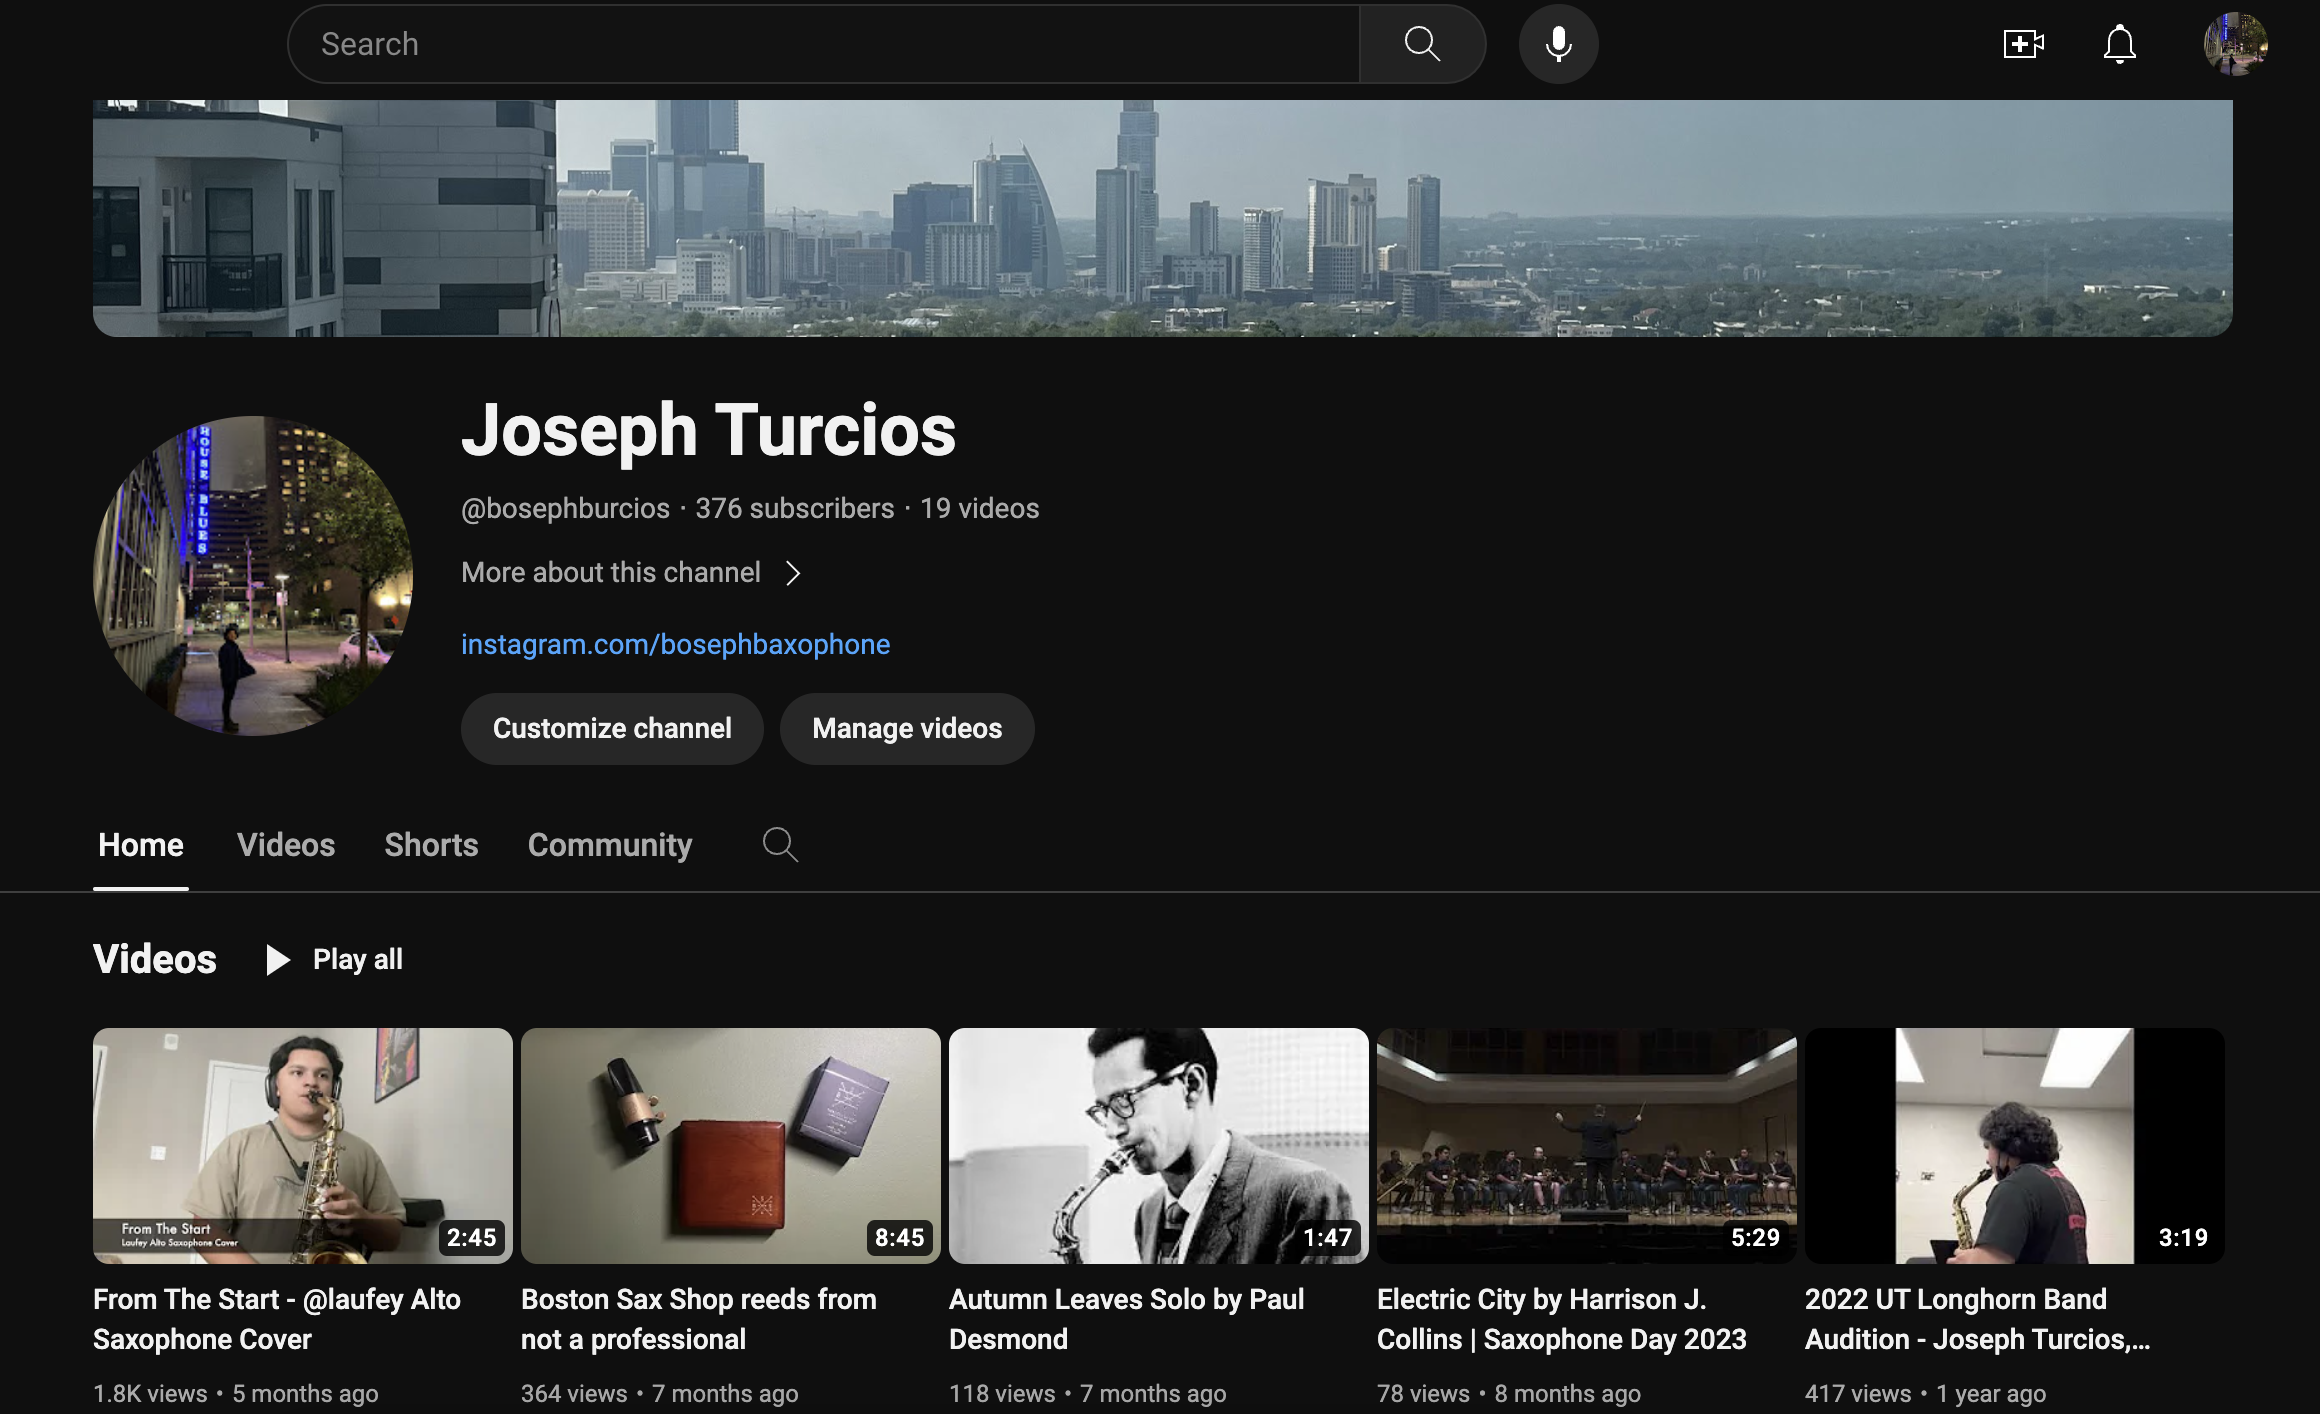 Search
HOUSE BLUES
Joseph Turcios
@bosephburcios · 376 subscribers · 19 videos
More about this channel
instagram.com/bosephbaxophone
Customize channel
Manage videos
Home
Videos
Shorts
Community
Videos
Play all
From The Start
Laufey Alto Saxophone Cover
2:45
8:45
1:47
5:29
3:19
From The Start - @laufey Alto
Saxophone Cover
1.8K views • 5 months ago
Boston Sax Shop reeds from
not a professional
364 views • 7 months ago
Autumn Leaves Solo by Paul
Desmond
118 views • 7 months ago
Electric City by Harrison J.
Collins | Saxophone Day 2023
78 views • 8 months ago
2022 UT Longhorn Band
Audition - Joseph Turcios,...
417 views • 1 year ago